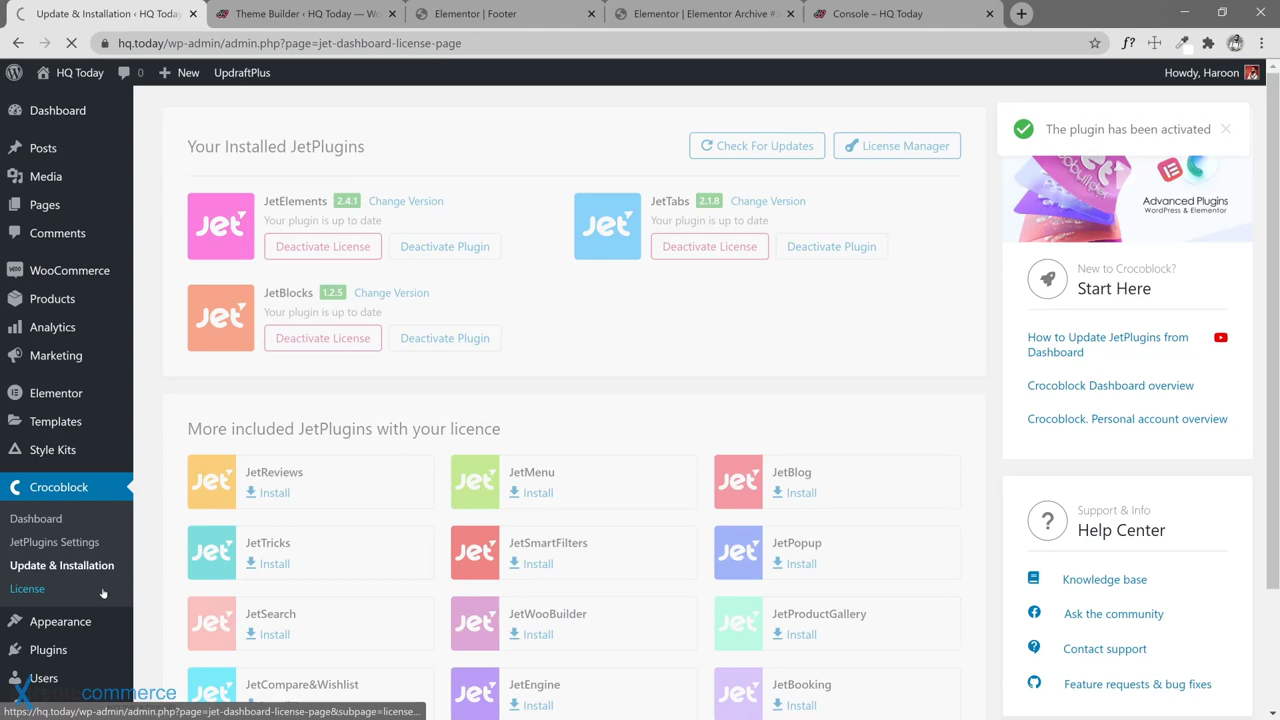 Update & Installation ‹ HQ Today
Theme Builder ‹ HQ Today — Wo
Elementor | Footer
Elementor | Elementor Archive #
Console – HQ Today
hq.today/wp-admin/admin.php?page=jet-dashboard-license-page
HQ Today
0
New
UpdraftPlus
Howdy, Haroon
Dashboard
Posts
Media
Pages
Comments
WooCommerce
Products
Analytics
Marketing
Elementor
Templates
Style Kits
Crocoblock
Dashboard
JetPlugins Settings
Update & Installation
License
Appearance
Plugins
Users
Xtremecommerce
https://hq.today/wp-admin/admin.php?page=jet-dashboard-license-page&subpage=license...
Your Installed JetPlugins
Check For Updates
License Manager
Jet
JetElements 2.4.1 Change Version
Your plugin is up to date
Deactivate License
Deactivate Plugin
Jet
JetTabs 2.1.8 Change Version
Your plugin is up to date
Deactivate License
Deactivate Plugin
Jet
JetBlocks 1.2.5 Change Version
Your plugin is up to date
Deactivate License
Deactivate Plugin
More included JetPlugins with your licence
Jet
JetReviews
Install
Jet
JetMenu
Install
Jet
JetBlog
Install
Jet
JetTricks
Install
Jet
JetSmartFilters
Install
Jet
JetPopup
Install
Jet
JetSearch
Install
Jet
JetWooBuilder
Install
Jet
JetProductGallery
Install
Jet
JetCompare&Wishlist
Jet
JetEngine
Install
Jet
JetBooking
Install
The plugin has been activated
Advanced Plugins
WordPress & Elementor
New to Crocoblock?
Start Here
How to Update JetPlugins from
Dashboard
Crocoblock Dashboard overview
Crocoblock. Personal account overview
Support & Info
Help Center
Knowledge base
Ask the community
Contact support
Feature requests & bug fixes